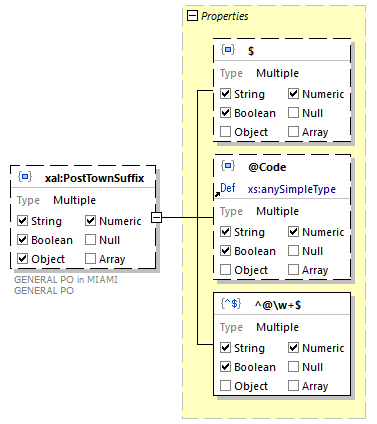 Properties
$
Type Multiple
String Numeric
Boolean Null
Object Array
@Code
Def xs:anySimpleType
Type Multiple
String Numeric
Boolean Null
Object Array
^@\w+$
Type Multiple
String Numeric
Boolean Null
Object Array
xal:PostTownSuffix
Type Multiple
String Numeric
Boolean Null
Object Array
GENERAL PO in MIAMI
GENERAL PO